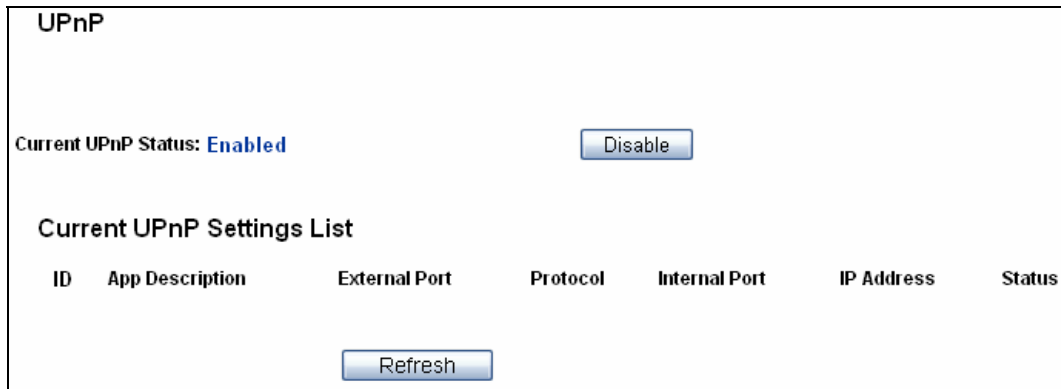 UPnP
Current UPnP Status: Enabled Disable
Current UPnP Settings List
ID App Description External Port Protocol Internal Port IP Address Status
Refresh